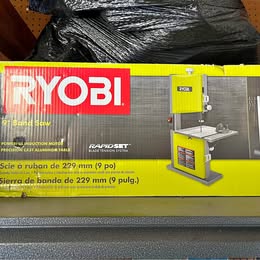 RYOBI
9" Band Saw
POWERFUL INDUCTION MOTOR
PRECISION CAST ALUMINUM TABLE
RAPIDSET
BLADE TENSION SYSTEM
Scie à ruban de 229 mm (9 po)
Sierra de banda de 229 mm (9 pulg.)